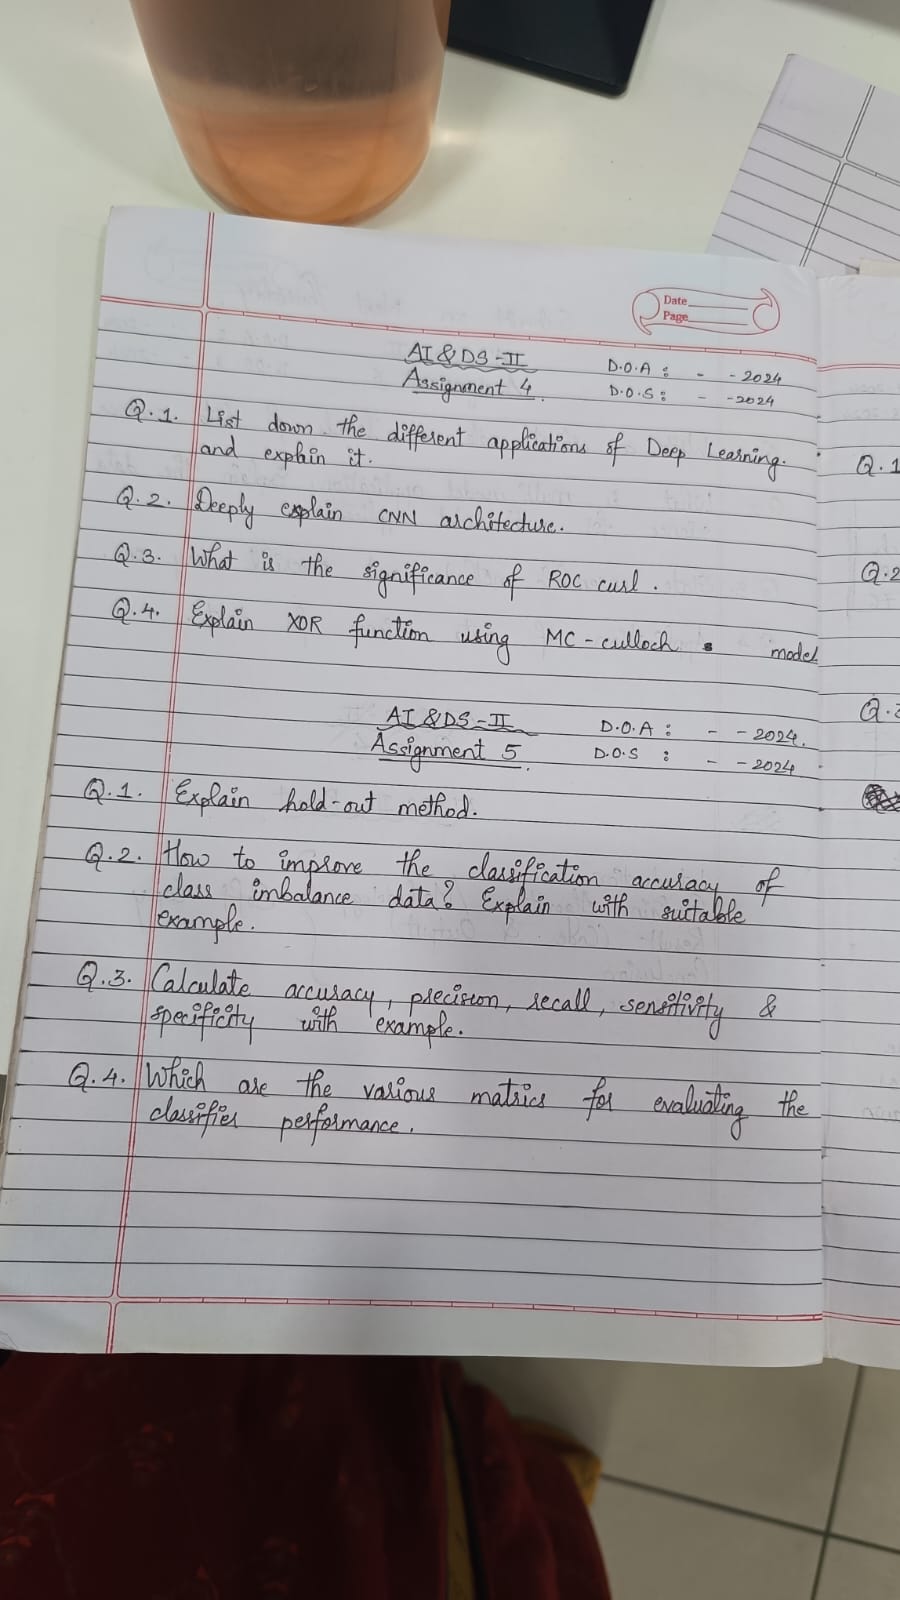 Date
Page
AI & DS-II
D.O.A : - - 2024
Assignment 4.
D.O.S : - - 2024
Q.1. List down the different applications of Deep Learning.
and explain it.
Q.2. Deeply explain CNN architecture.
Q.3. What is the significance of ROC curl.
Q.4. Explain XOR function using MC-culloch model
AI & DS-II
D.O.A : - - 2024.
Assignment 5.
D.O.S : - - 2024
Q.1. Explain hold-out method.
Q.2. How to improve the classification accuracy of
class imbalance data? Explain with suitable
example.
Q.3. Calculate accuracy, precision, recall, sensitivity &
specificity with example.
Q.4. Which are the various matrics for evaluating the
classifier performance.
Q.1
Q.2